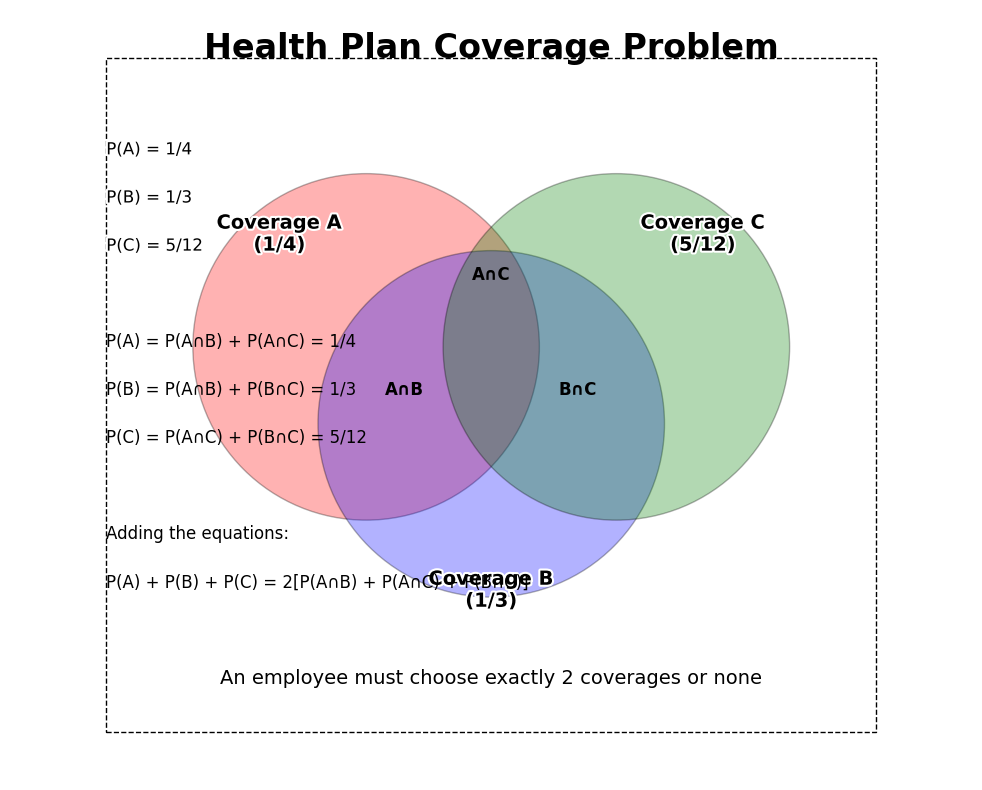 Health Plan Coverage Problem
P(A) = 1/4
P(B) = 1/3
P(C) = 5/12
Coverage A
(1/4)
Coverage C
(5/12)
A∩C
P(A) = P(A∩B) + P(A∩C) = 1/4
P(B) = P(A∩B) + P(B∩C) = 1/3
P(C) = P(A∩C) + P(B∩C) = 5/12
A∩B
B∩C
Adding the equations:
P(A) + P(B) + P(C) = 2[P(A∩B) + P(A∩C) + P(B∩C)]
Coverage B
(1/3)
An employee must choose exactly 2 coverages or none